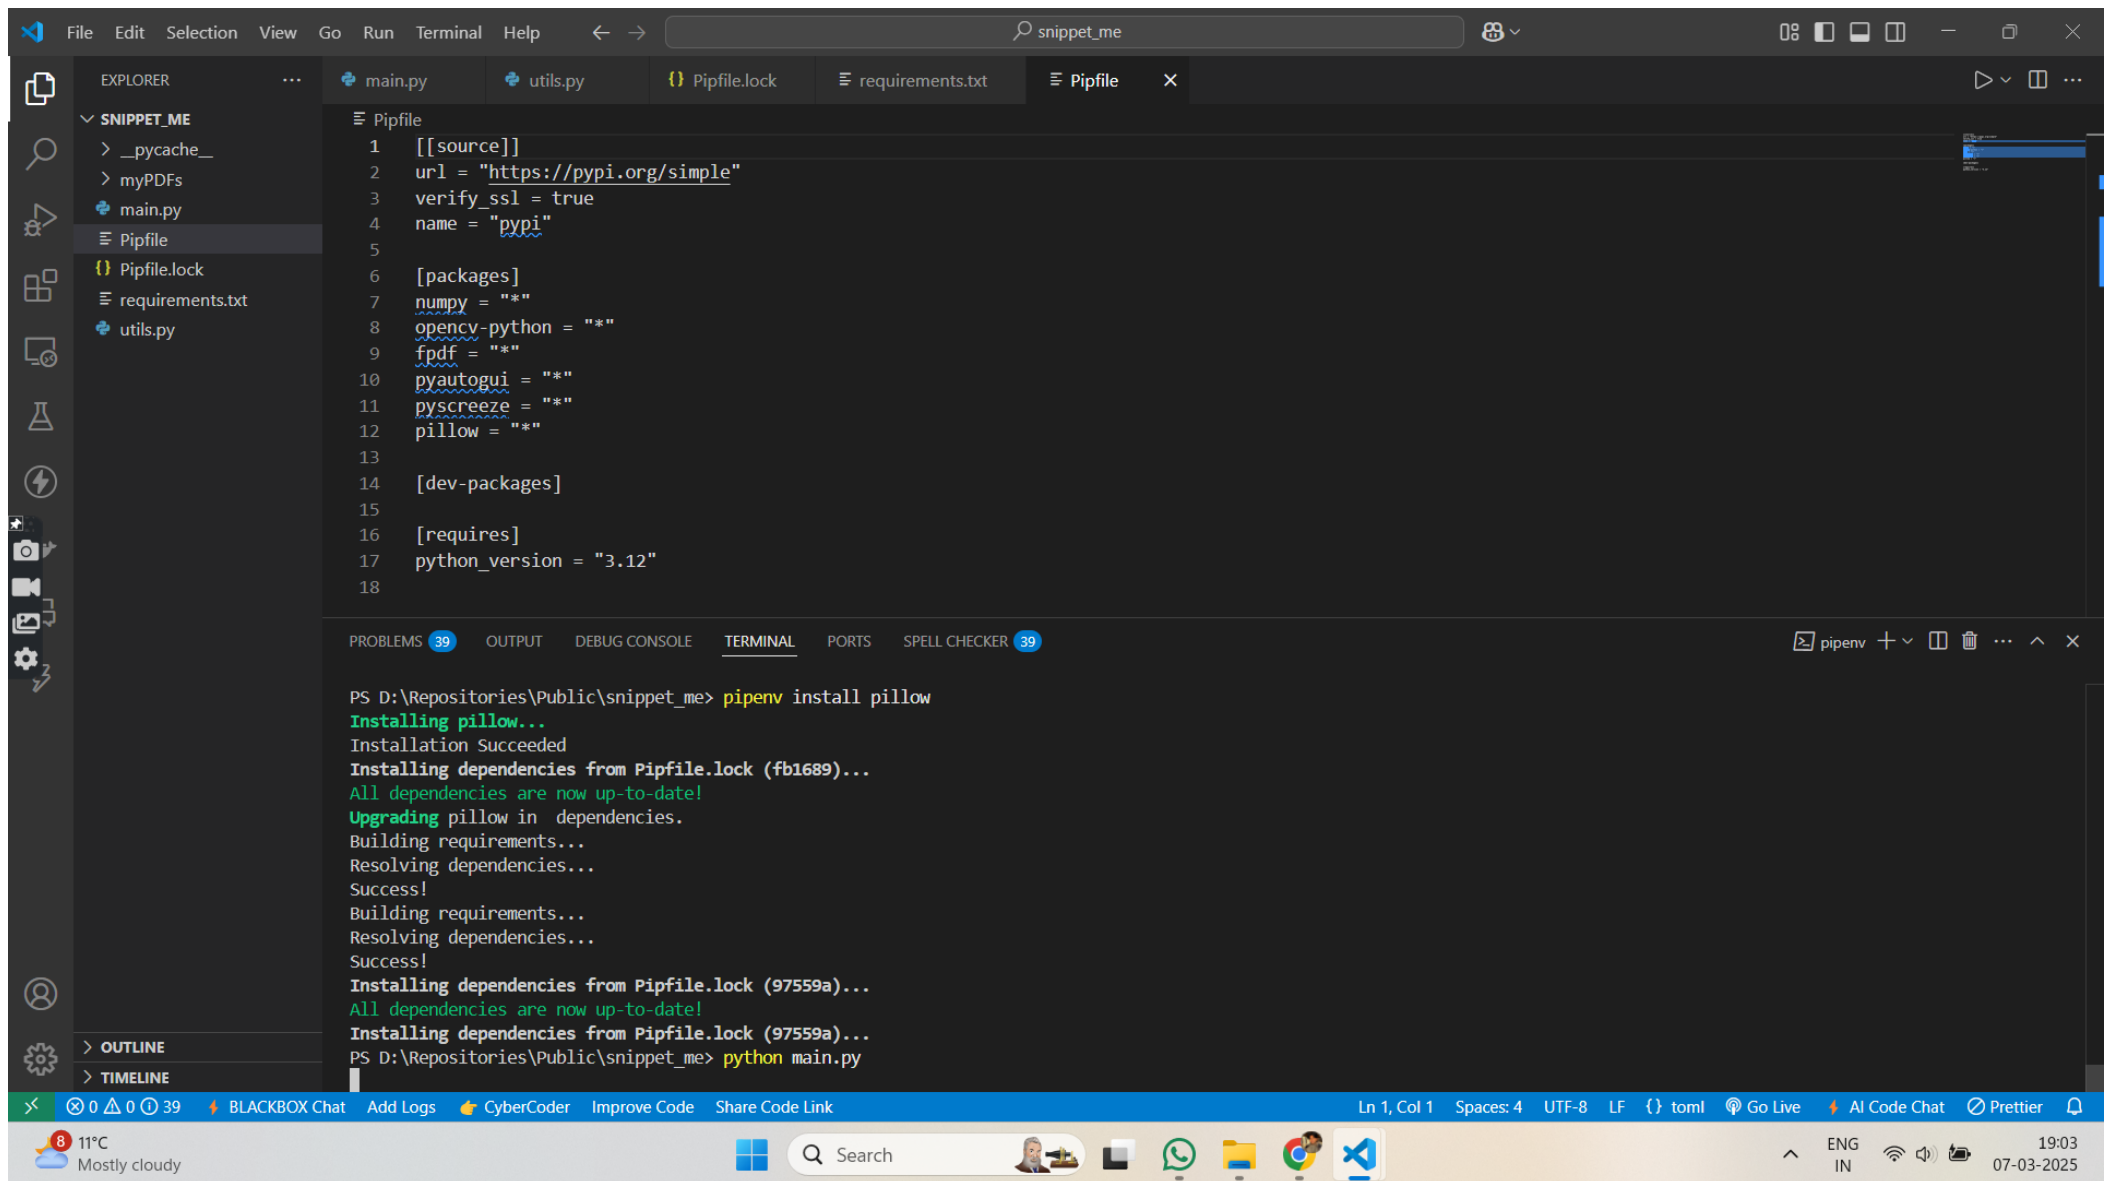 File Edit Selection View Go Run Terminal Help
snippet_me
EXPLORER
main.py
utils.py
Pipfile.lock
requirements.txt
Pipfile
SNIPPET_ME
__pycache__
myPDFs
main.py
Pipfile
Pipfile.lock
requirements.txt
utils.py
OUTLINE
TIMELINE
Pipfile
1 [[source]]
2 url = "https://pypi.org/simple"
3 verify_ssl = true
4 name = "pypi"
5
6 [packages]
7 numpy = "*"
8 opencv-python = "*"
9 fpdf = "*"
10 pyautogui = "*"
11 pyscreeze = "*"
12 pillow = "*"
13
14 [dev-packages]
15
16 [requires]
17 python_version = "3.12"
18
PROBLEMS 39 OUTPUT DEBUG CONSOLE TERMINAL PORTS SPELL CHECKER 39
pipenv
PS D:\Repositories\Public\snippet_me> pipenv install pillow
Installing pillow...
Installation Succeeded
Installing dependencies from Pipfile.lock (fb1689)...
All dependencies are now up-to-date!
Upgrading pillow in  dependencies.
Building requirements...
Resolving dependencies...
Success!
Building requirements...
Resolving dependencies...
Success!
Installing dependencies from Pipfile.lock (97559a)...
All dependencies are now up-to-date!
Installing dependencies from Pipfile.lock (97559a)...
PS D:\Repositories\Public\snippet_me> python main.py
0 0 39 BLACKBOX Chat Add Logs CyberCoder Improve Code Share Code Link Ln 1, Col 1 Spaces: 4 UTF-8 LF {} toml Go Live AI Code Chat Prettier
8
11°C
Mostly cloudy
Search
ENG
IN
19:03
07-03-2025